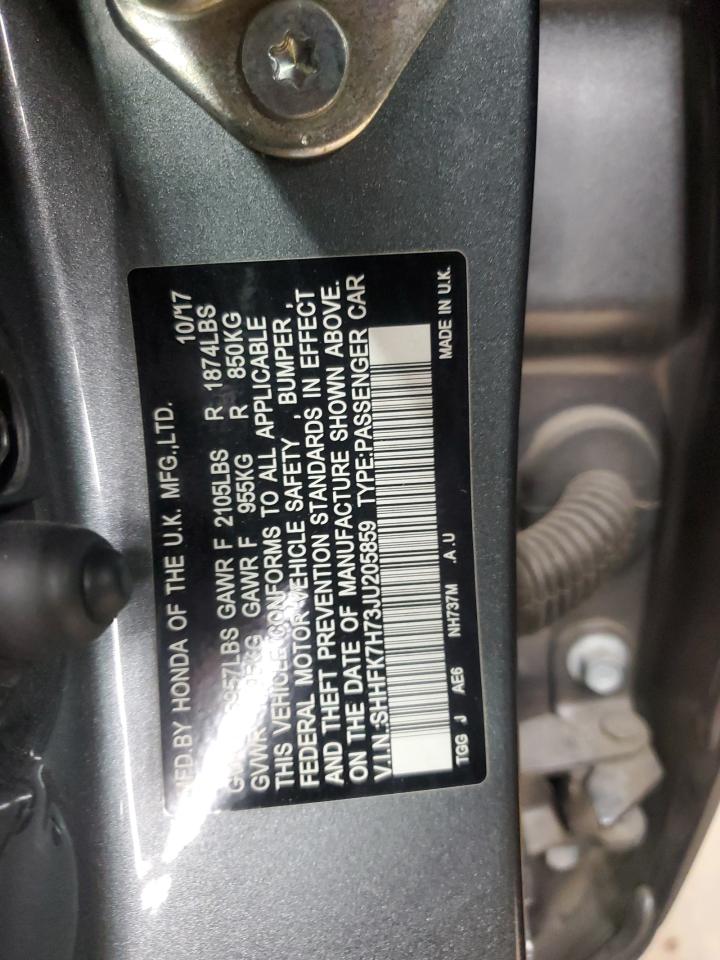 MFD.BY HONDA OF THE U.K. MFG.,LTD. 10/17
GAWR F 2105LBS R 1874LBS
GVWR GAWR F 955KG R 850KG
THIS VEHICLE CONFORMS TO ALL APPLICABLE
FEDERAL MOTOR VEHICLE SAFETY , BUMPER ,
AND THEFT PREVENTION STANDARDS IN EFFECT
ON THE DATE OF MANUFACTURE SHOWN ABOVE.
V.I.N.:SHHFK7H73JU205859 TYPE:PASSENGER CAR
TGG J AE6 NH737M .A.U MADE IN U.K.